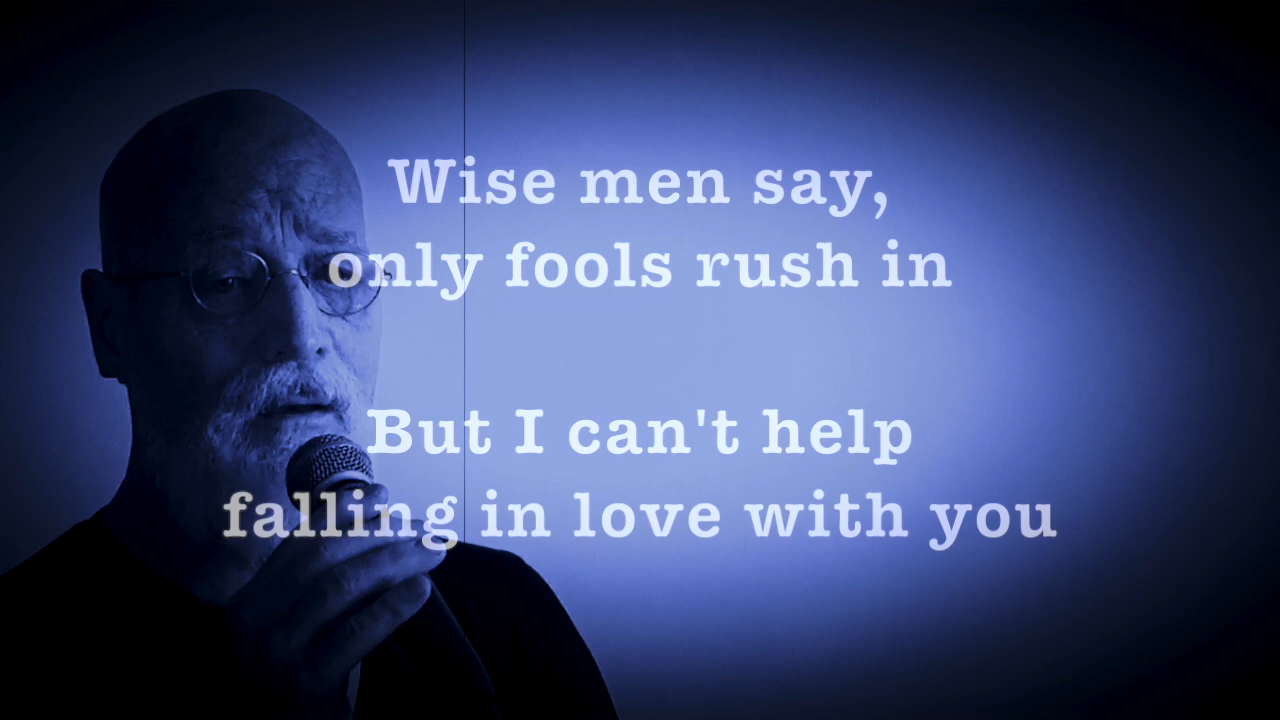 Wise men say,
only fools rush in
But I can't help
falling in love with you